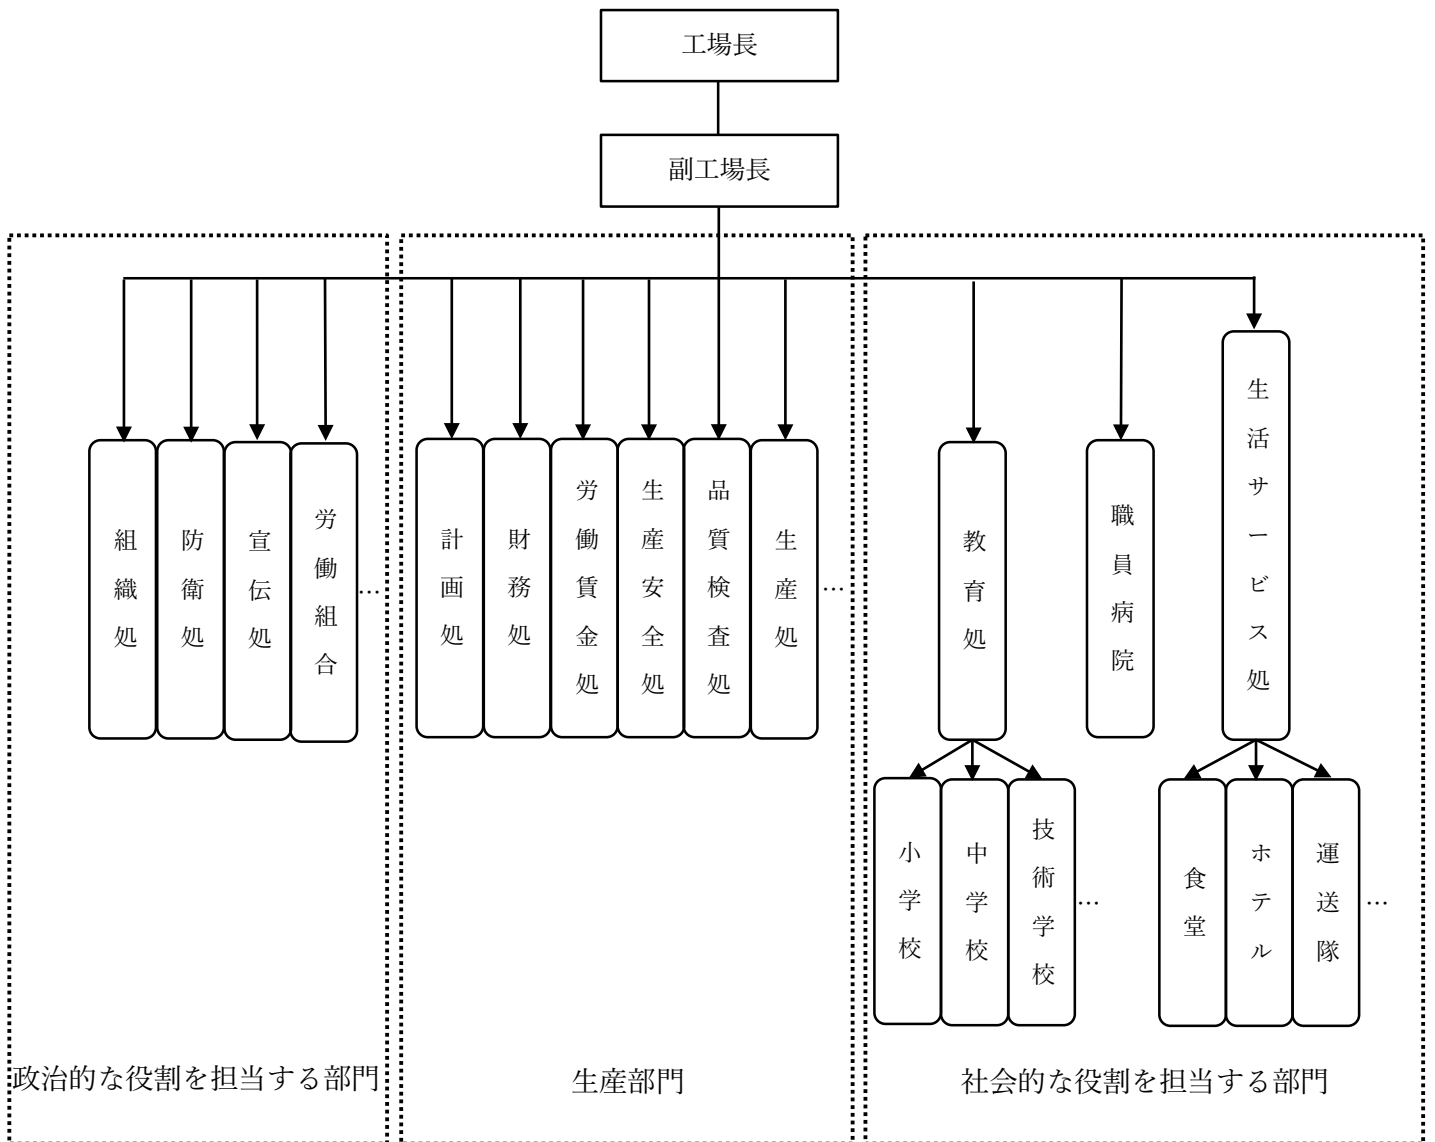 工場長
副工場長
組織処
防衛処
宣伝処
労働組合
…
計画処
財務処
労働賃金処
生産安全処
品質検査処
生産処
…
教育処
職員病院
生活サービス処
小学校
中学校
技術学校
…
食堂
ホテル
運送隊
…
政治的な役割を担当する部門
生産部門
社会的な役割を担当する部門